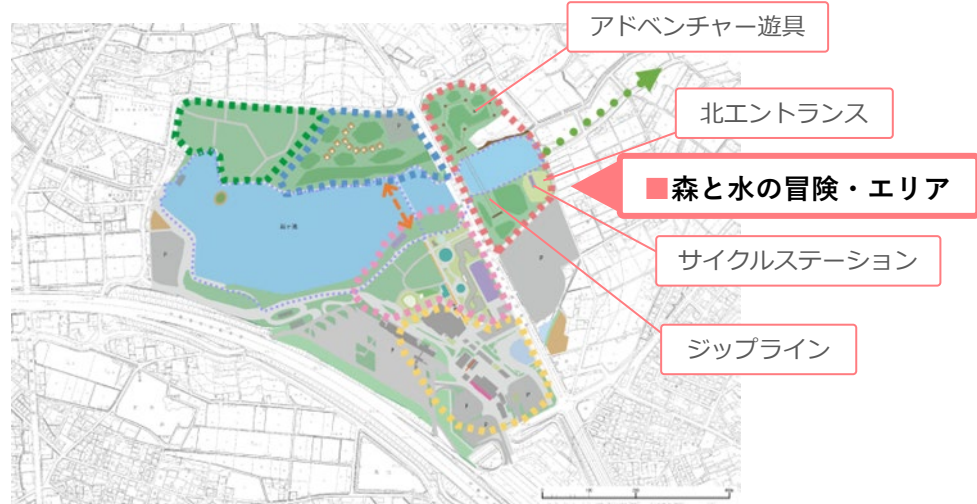 アドベンチャー遊具
北エントランス
■森と水の冒険・エリア
サイクルステーション
ジップライン
P
P
P
P
P